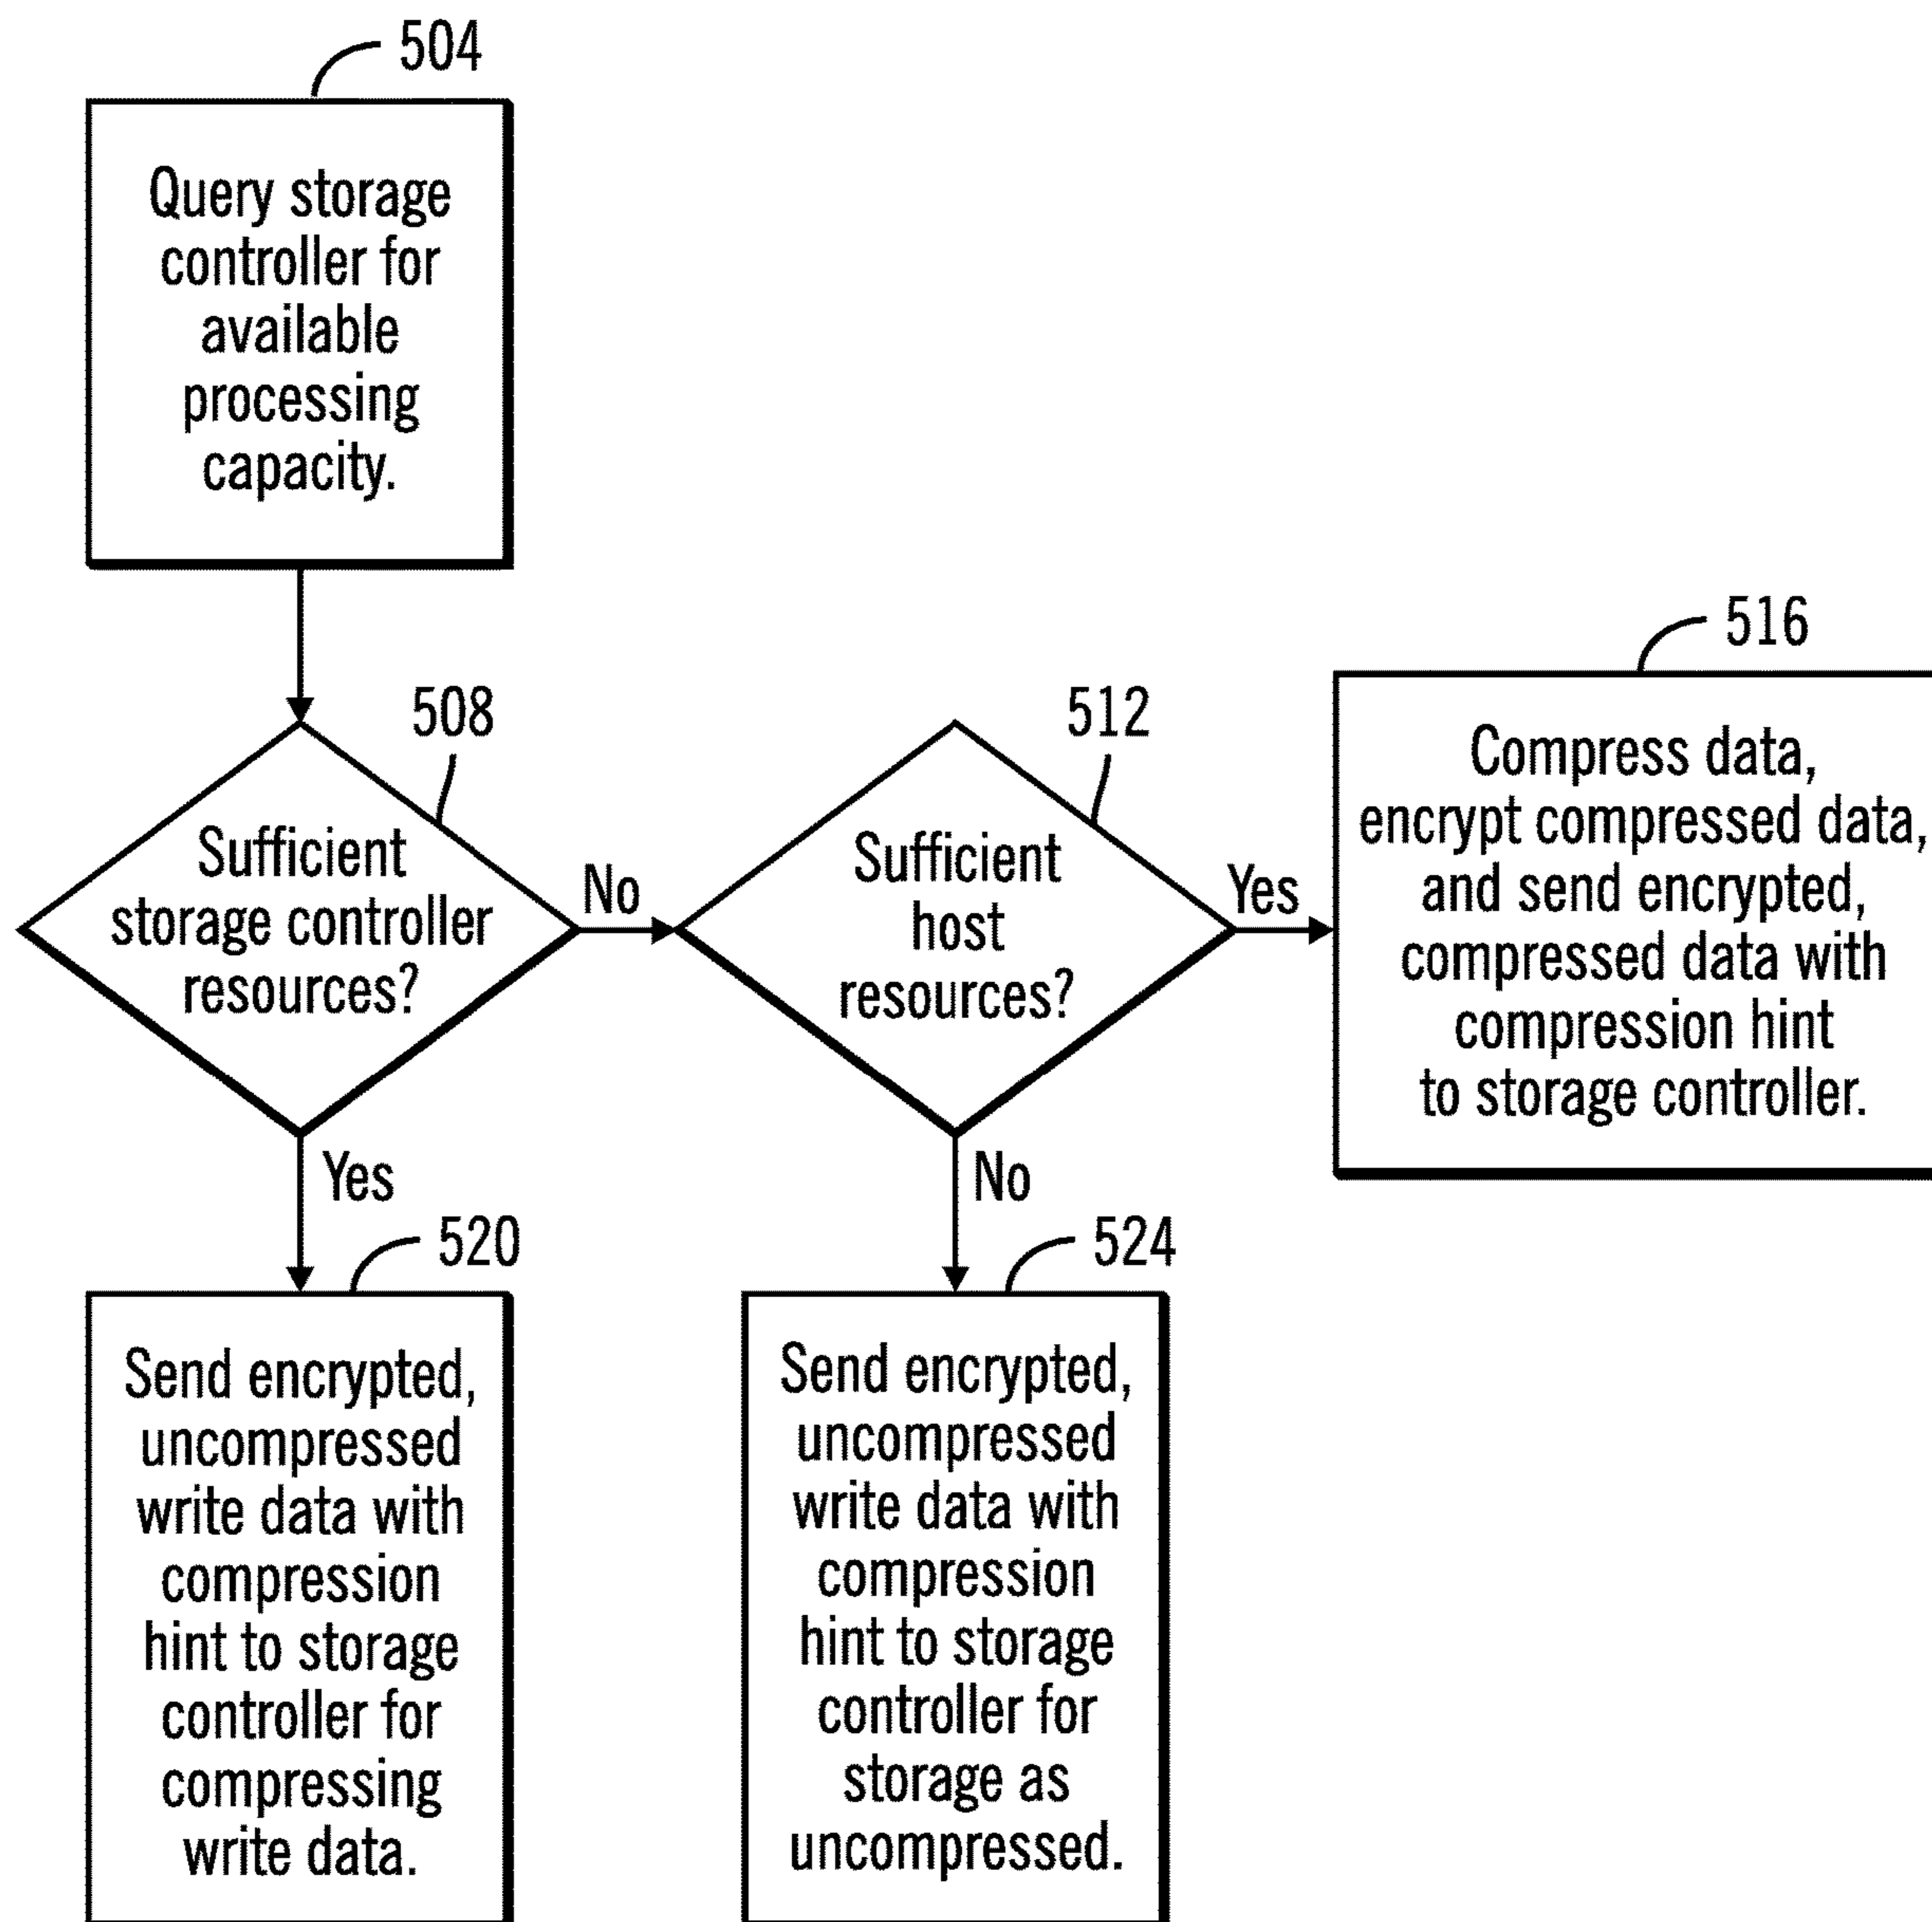 504
Query storage
controller for
available
processing
capacity.
508
Sufficient
storage controller
resources?
No
Yes
512
Sufficient
host
resources?
Yes
No
516
Compress data,
encrypt compressed data,
and send encrypted,
compressed data with
compression hint
to storage controller.
520
Send encrypted,
uncompressed
write data with
compression
hint to storage
controller for
compressing
write data.
524
Send encrypted,
uncompressed
write data with
compression
hint to storage
controller for
storage as
uncompressed.